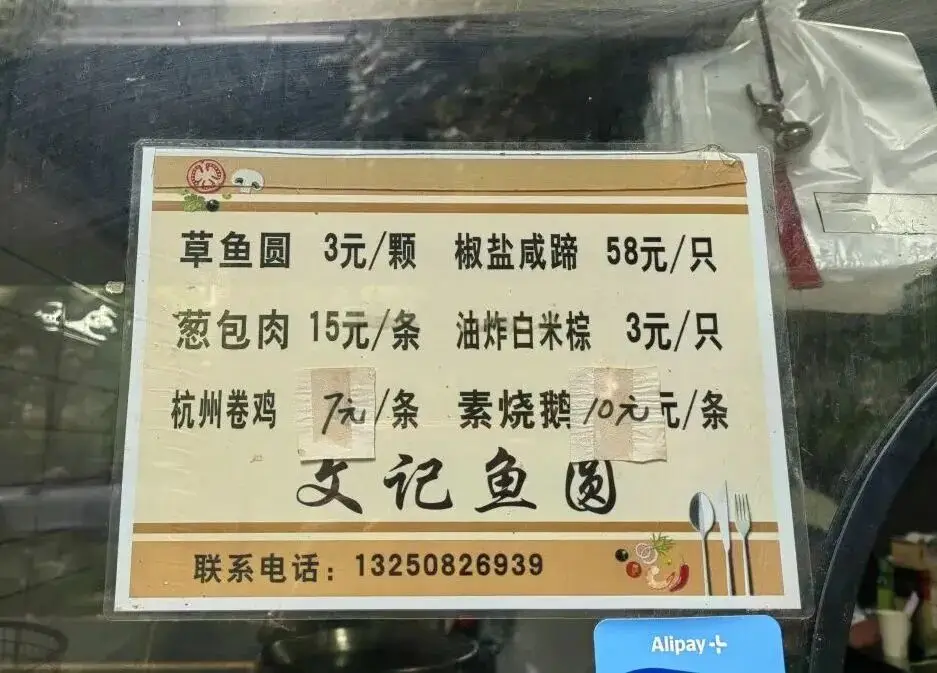 草鱼圆 3元/颗 椒盐咸蹄 58元/只
葱包肉 15元/条 油炸白米棕 3元/只
杭州卷鸡 7元/条 素烧鹅 10元元/条
文记鱼圆
联系电话：13250826939
Alipay+